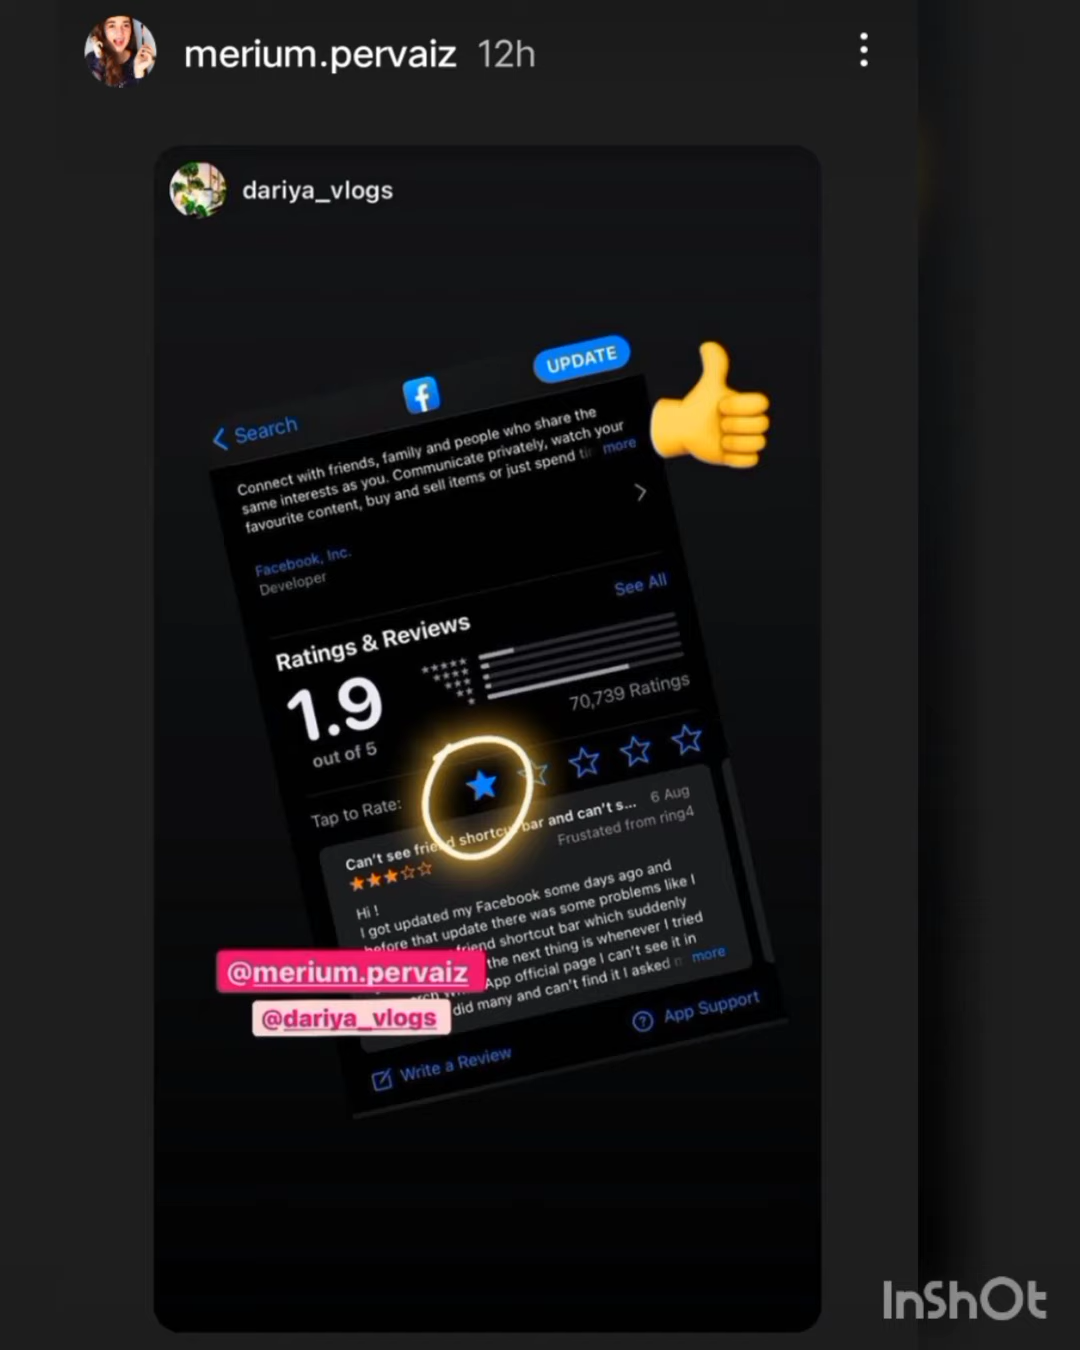 merium.pervaiz 12h
dariya_vlogs
UPDATE
Search
Connect with friends, family and people who share the
same interests as you. Communicate privately, watch your
favourite content, buy and sell items or just spend more
Facebook, Inc.
Developer
See All
Ratings & Reviews
1.9
out of 5
70,739 Ratings
Tap to Rate:
Can't see friend shortcut bar and can't s... 6 Aug
Frustated from ring4
Hi !
I got updated my Facebook some days ago and
before that update there was some problems like I
friend shortcut bar which suddenly
the next thing is whenever I tried
App official page I can't see it in
did many and can't find it I asked more
@merium.pervaiz
@dariya_vlogs
App Support
Write a Review
InShOt